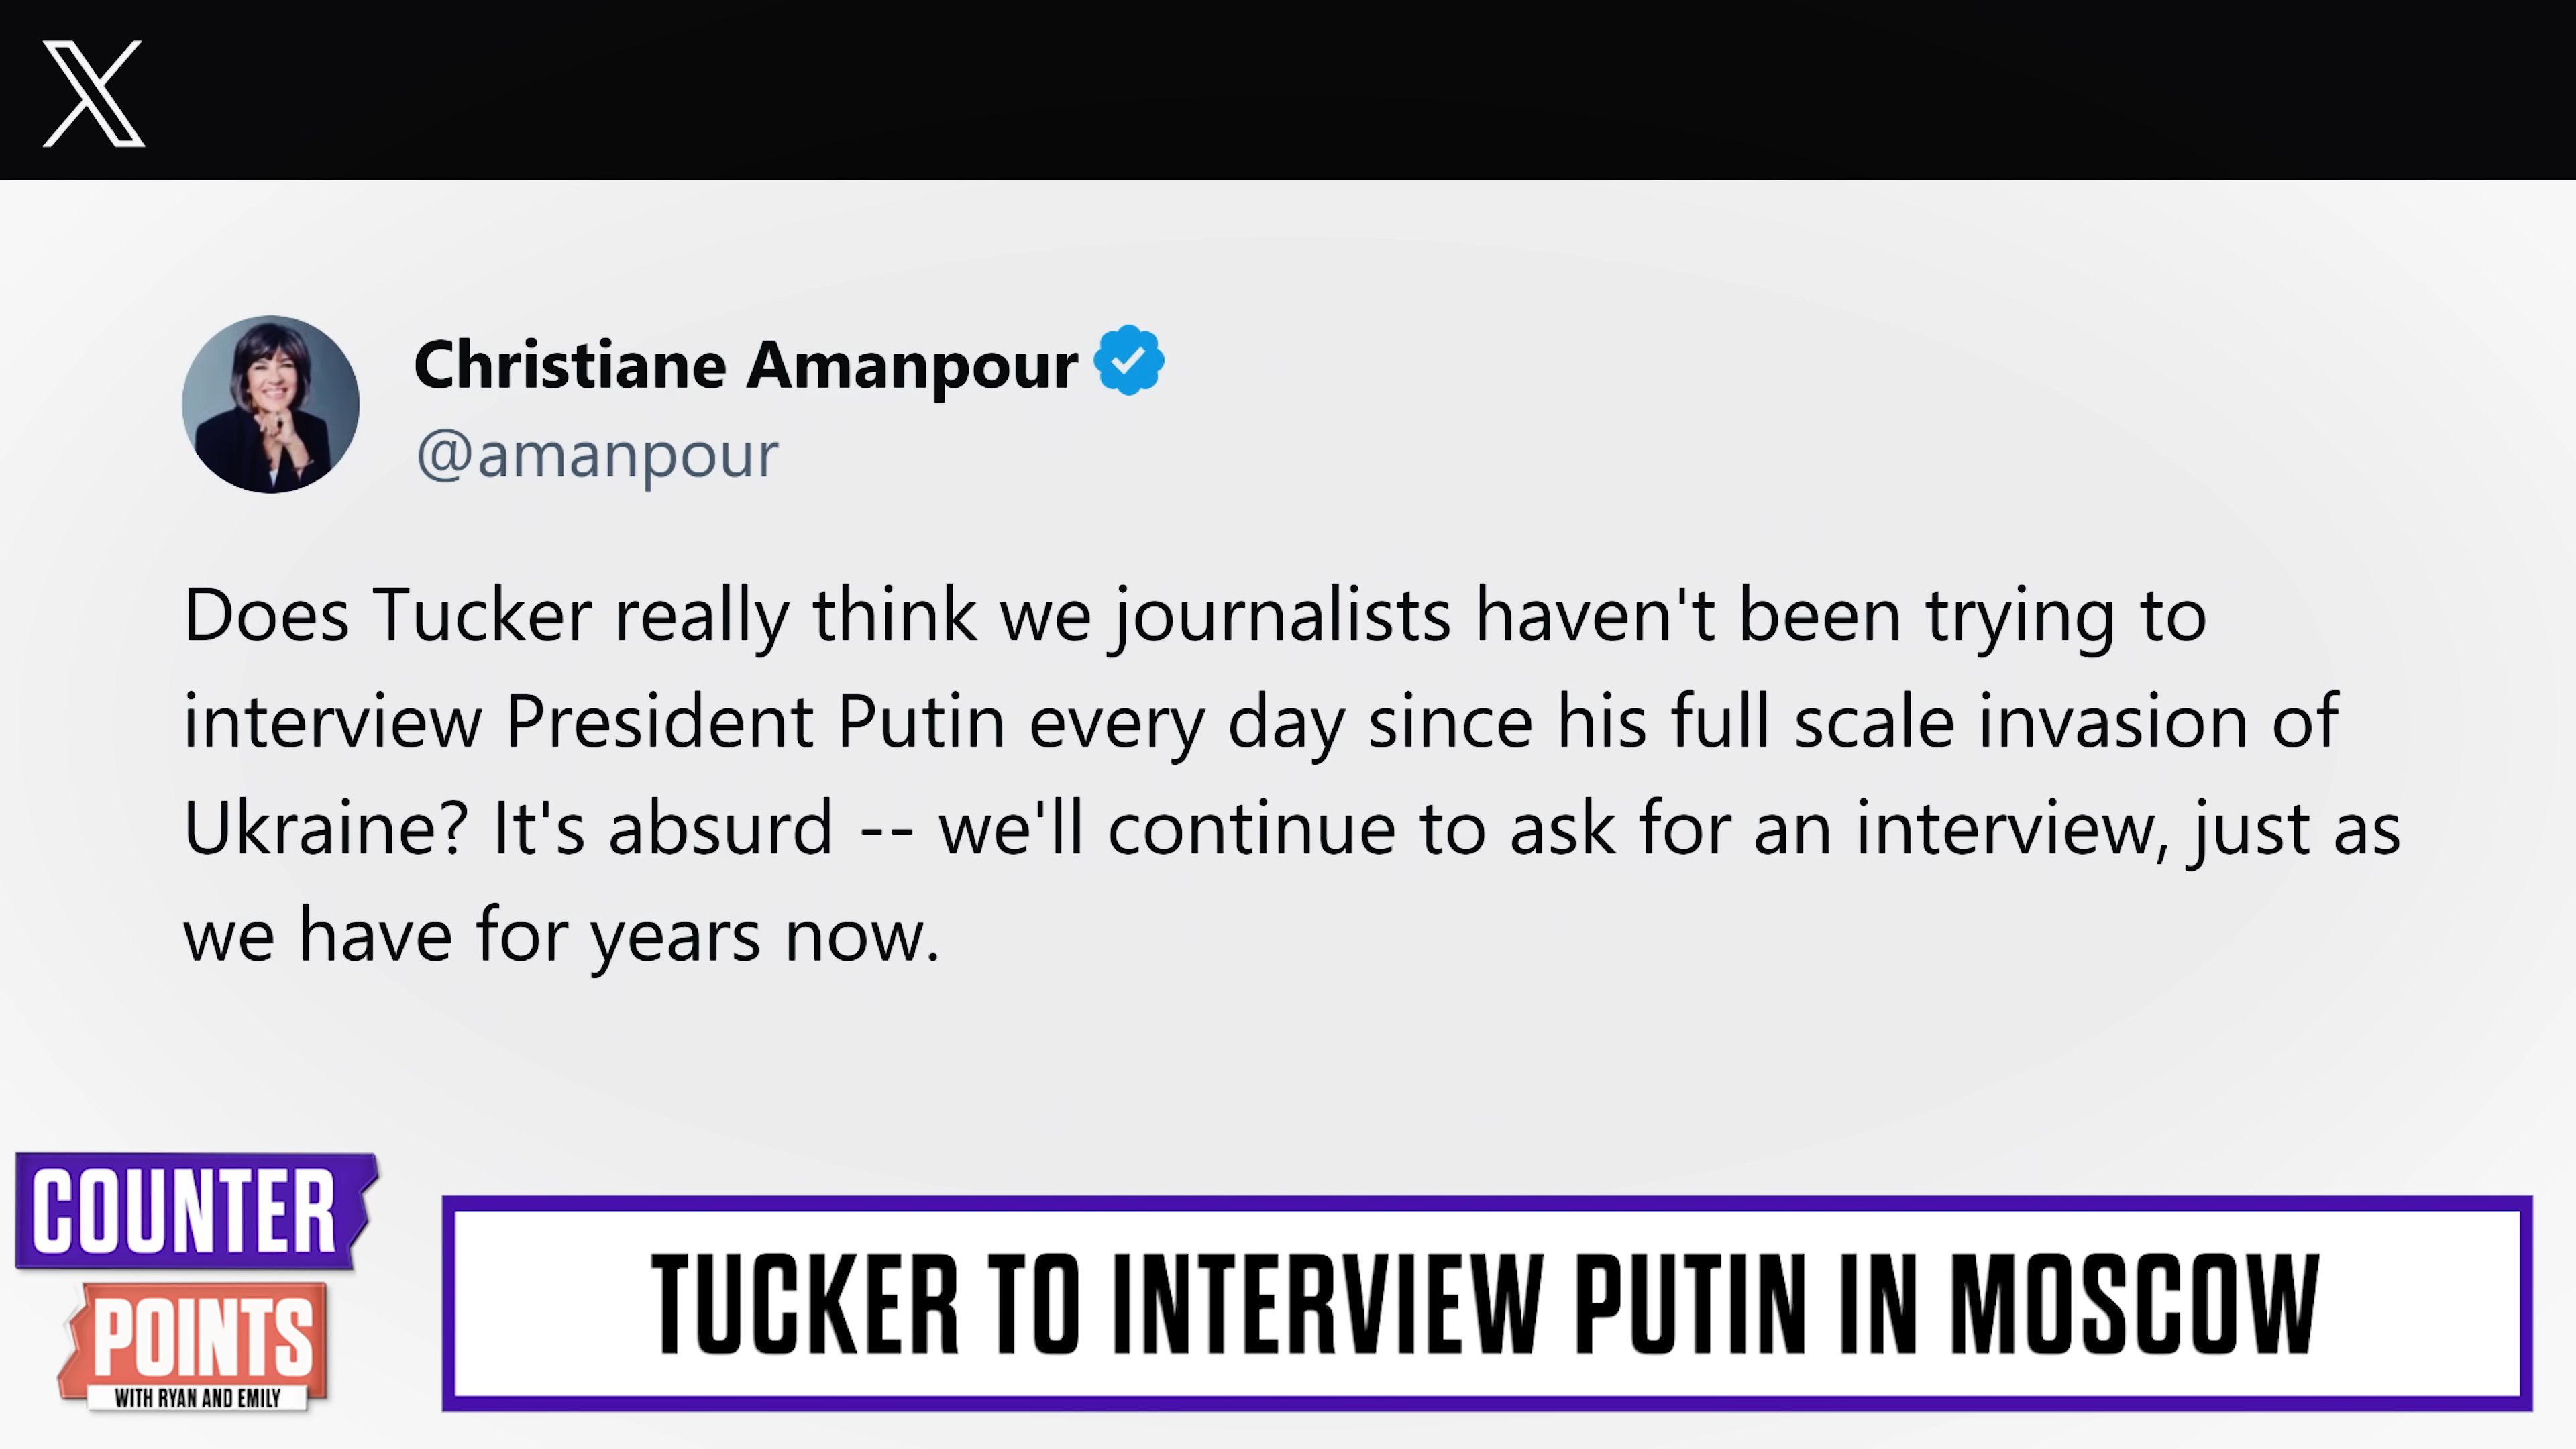 Christiane Amanpour
@amanpour
Does Tucker really think we journalists haven't been trying to
interview President Putin every day since his full scale invasion of
Ukraine? It's absurd -- we'll continue to ask for an interview, just as
we have for years now.
COUNTER
POINTS
WITH RYAN AND EMILY
TUCKER TO INTERVIEW PUTIN IN MOSCOW